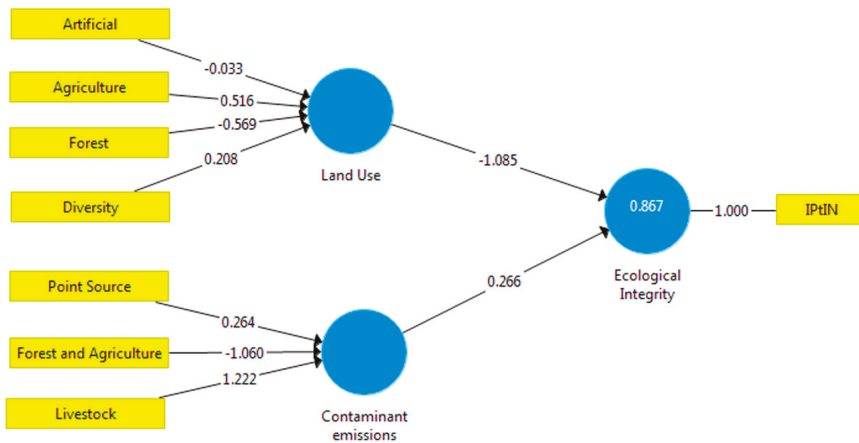 Artificial
-0.033
Agriculture
0.516
Forest
-0.569
0.208
Diversity
Land Use
-1.085
0.867
1.000
IPtIN
Ecological
Integrity
Point Source
0.264
0.266
Forest and Agriculture
-1.060
1.222
Livestock
Contaminant
emissions